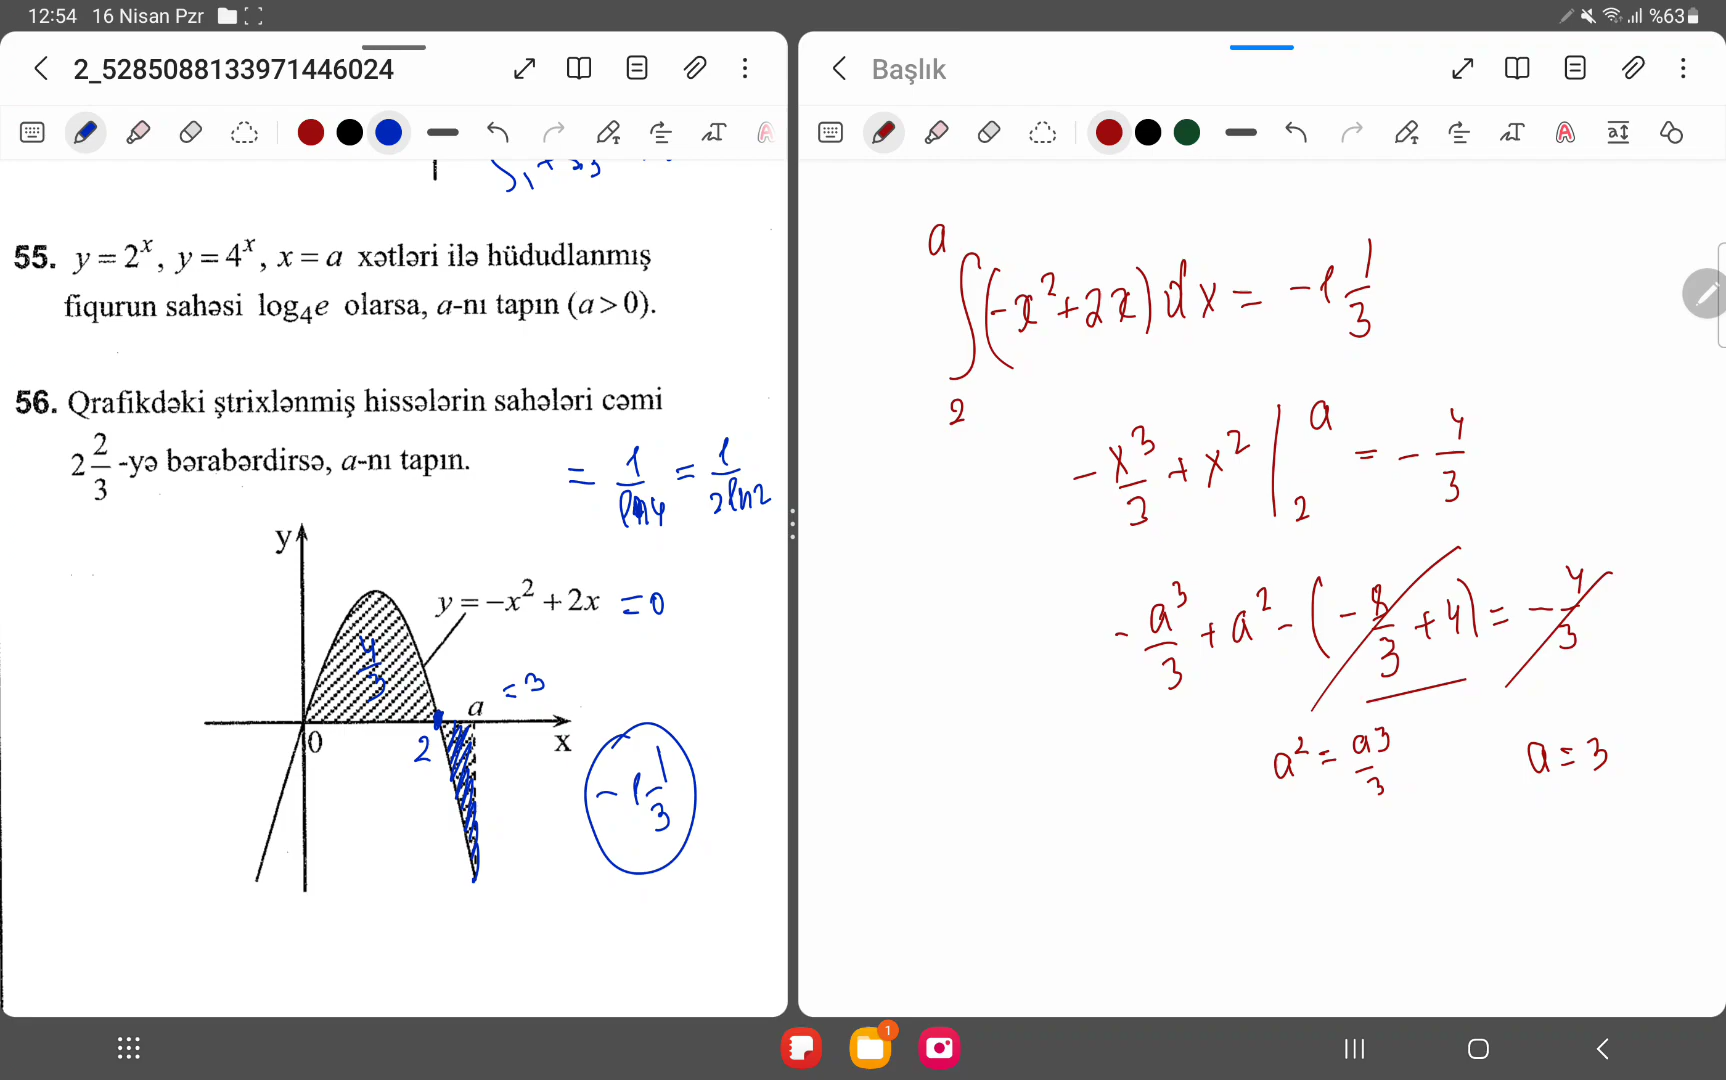 12:54 16 Nisan Pzr %63
2_5285088133971446024
55. y = 2^x, y = 4^x, x = a xətləri ilə hüdudlanmış
fiqurun sahəsi log₄e olarsa, a-nı tapın (a > 0).
56. Qrafikdəki ştrixlənmiş hissələrin sahələri cəmi
2 2/3 -yə bərabərdirsə, a-nı tapın.
= 1/ln4 = 1/2ln2
y
y = −x² + 2x = 0
4/3
a = 3
0 2 x
−1 1/3
Başlık
∫₂^a (−x² + 2x) dx = −1 1/3
−x³/3 + x² |₂^a = −4/3
−a³/3 + a² − (−8/3 + 4) = −4/3
a² = a³/3 a = 3
1